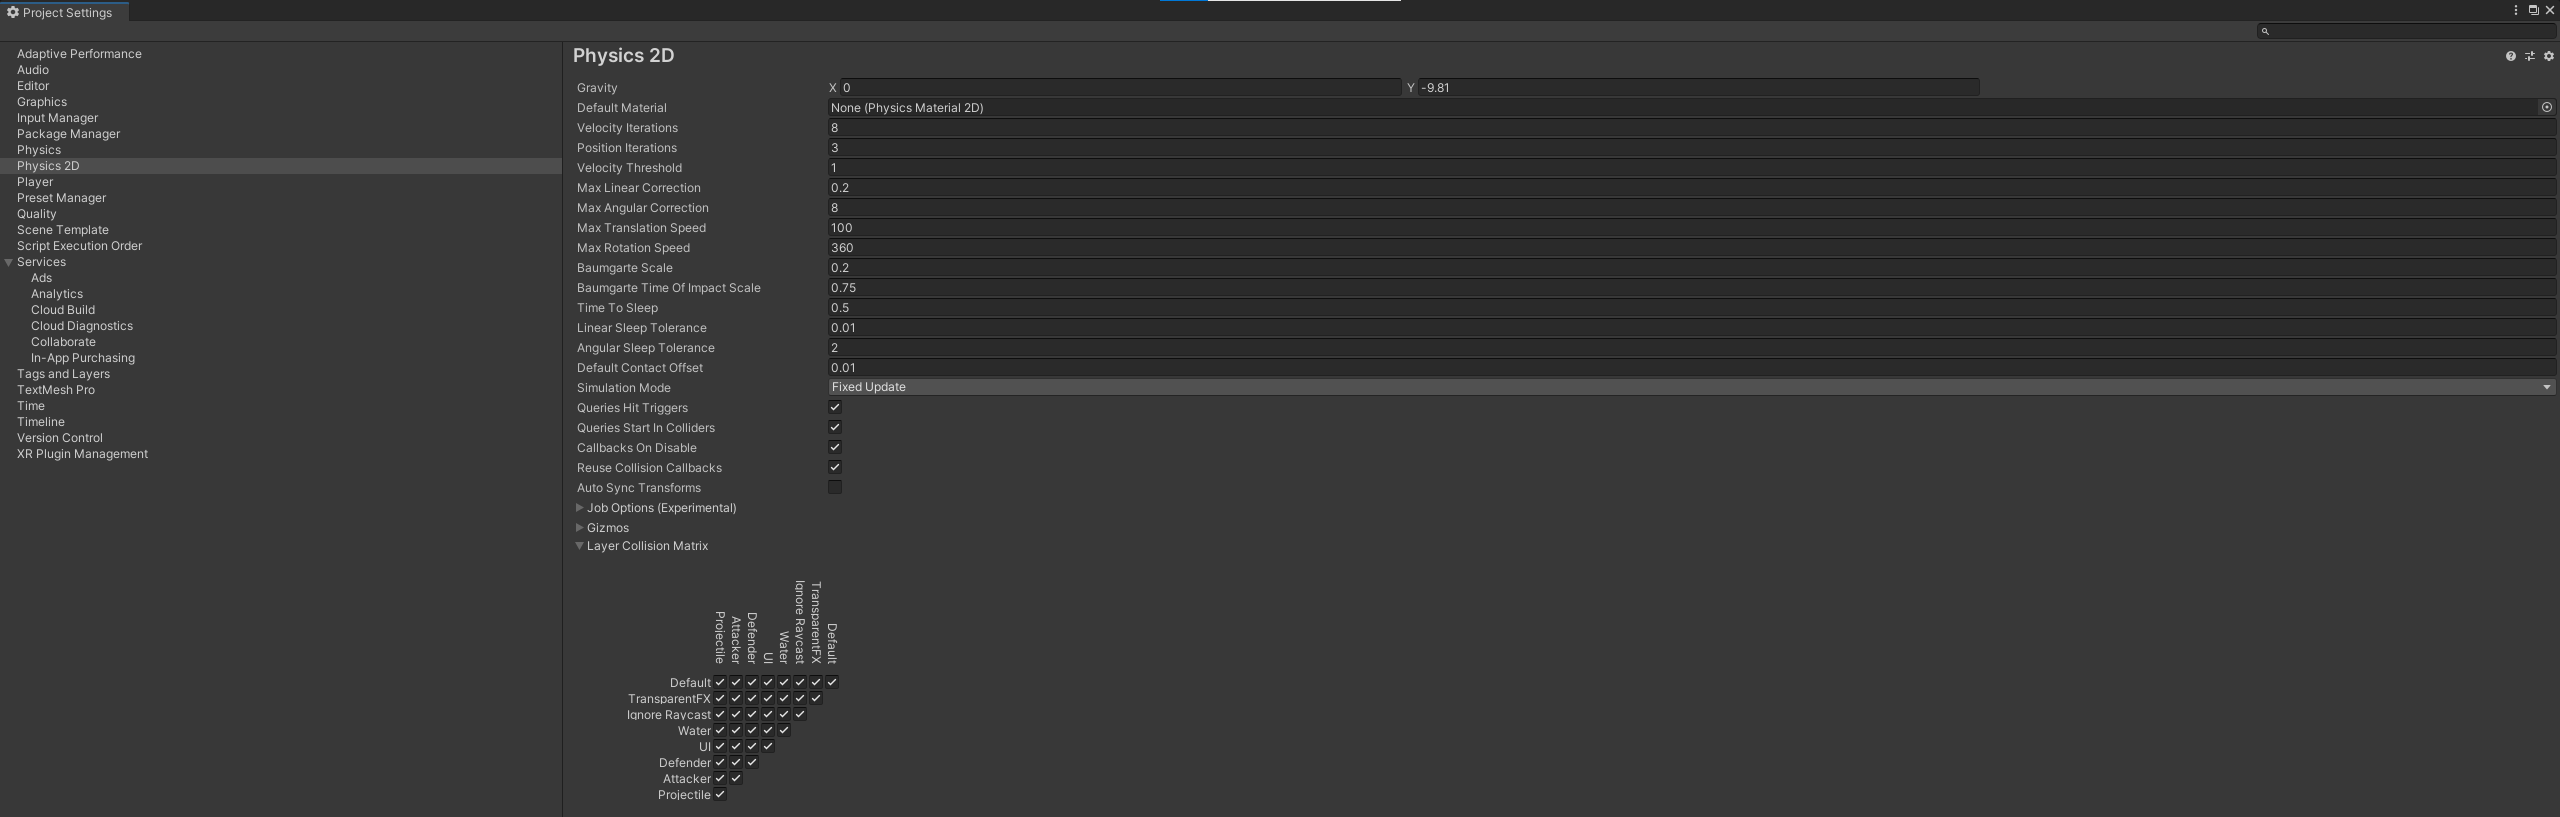 Project Settings
Adaptive Performance
Audio
Editor
Graphics
Input Manager
Package Manager
Physics
Physics 2D
Player
Preset Manager
Quality
Scene Template
Script Execution Order
Services
Ads
Analytics
Cloud Build
Cloud Diagnostics
Collaborate
In-App Purchasing
Tags and Layers
TextMesh Pro
Time
Timeline
Version Control
XR Plugin Management
Physics 2D
Gravity X 0 Y -9.81
Default Material None (Physics Material 2D)
Velocity Iterations 8
Position Iterations 3
Velocity Threshold 1
Max Linear Correction 0.2
Max Angular Correction 8
Max Translation Speed 100
Max Rotation Speed 360
Baumgarte Scale 0.2
Baumgarte Time Of Impact Scale 0.75
Time To Sleep 0.5
Linear Sleep Tolerance 0.01
Angular Sleep Tolerance 2
Default Contact Offset 0.01
Simulation Mode Fixed Update
Queries Hit Triggers
Queries Start In Colliders
Callbacks On Disable
Reuse Collision Callbacks
Auto Sync Transforms
Job Options (Experimental)
Gizmos
Layer Collision Matrix
Projectile
Attacker
Defender
UI
Water
Ignore Raycast
TransparentFX
Default
Default
TransparentFX
Ignore Raycast
Water
UI
Defender
Attacker
Projectile